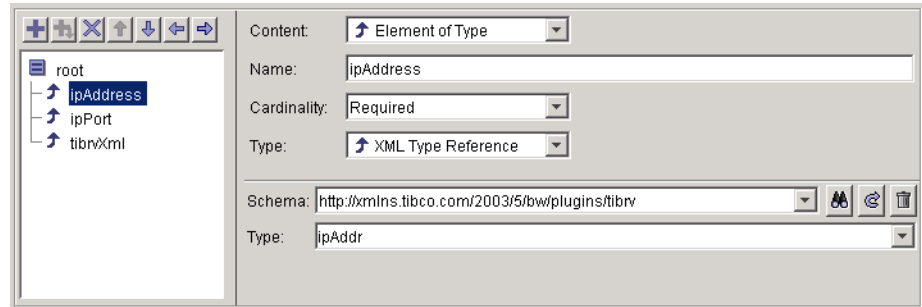 root
ipAddress
ipPort
tibrvXml
Content: Element of Type
Name: ipAddress
Cardinality: Required
Type: XML Type Reference
Schema: http://xmlns.tibco.com/2003/5/bw/plugins/tibrv
Type: ipAddr